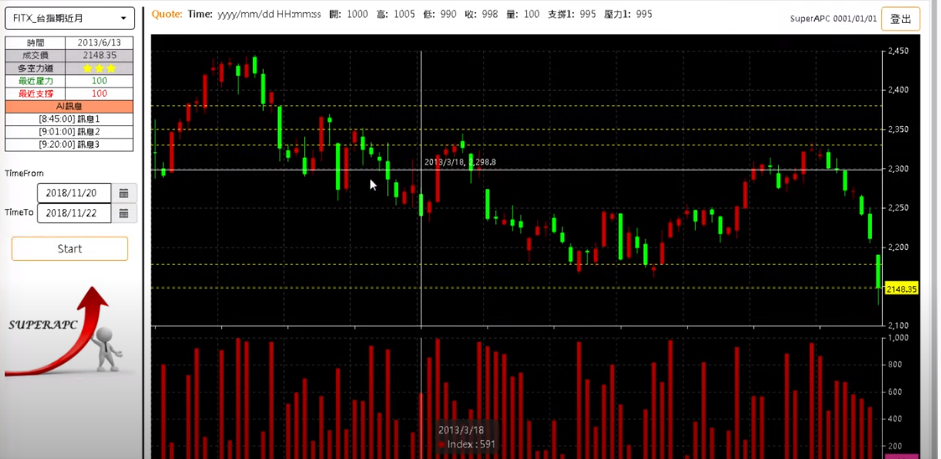 FITX_台指期近月
Quote: Time: yyyy/mm/dd HH:mm:ss 開: 1000 高: 1005 低: 990 收: 998 量: 100 支撐1: 995 壓力1: 995
SuperAPC 0001/01/01
登出
時間 2013/6/13
成交價 2148.35
多空力道
最近壓力 100
最近支撐 100
AI訊息
[8:45:00] 訊息1
[9:01:00] 訊息2
[9:20:00] 訊息3
TimeFrom
2018/11/20
TimeTo 2018/11/22
Start
SUPERAPC
2,450
2,400
2,350
2013/3/18, 2,298.8
2,300
2,250
2,200
2148.35
2,100
1,000
800
600
400
200
2013/3/18
Index : 591